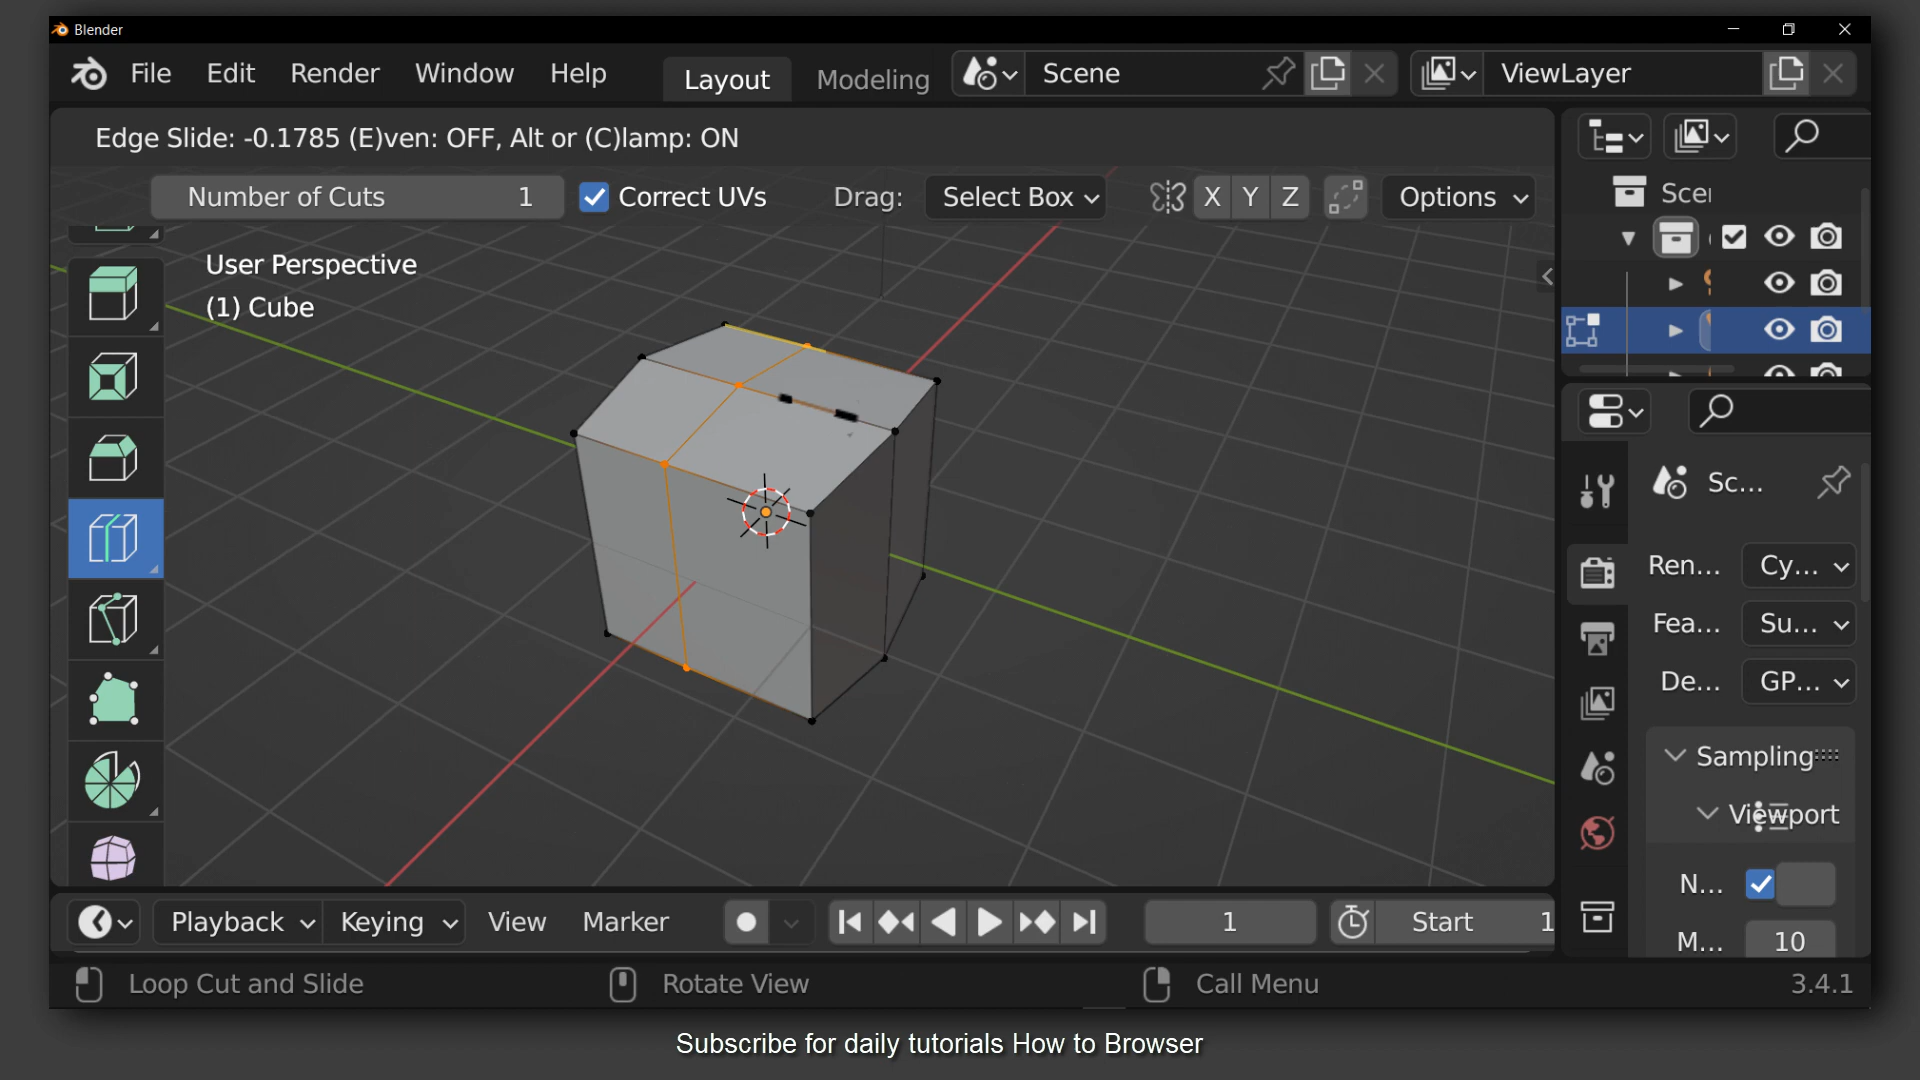 Blender
File Edit Render Window Help Layout Modeling Scene ViewLayer
Edge Slide: -0.1785 (E)ven: OFF, Alt or (C)lamp: ON
Number of Cuts 1 Correct UVs Drag: Select Box X Y Z Options
Scer
User Perspective
(1) Cube
Sc...
Ren... Cy...
Fea... Su...
De... GP...
Sampling
Viewport
N...
M... 10
Playback Keying View Marker 1 Start 1
Loop Cut and Slide Rotate View Call Menu 3.4.1
Subscribe for daily tutorials How to Browser